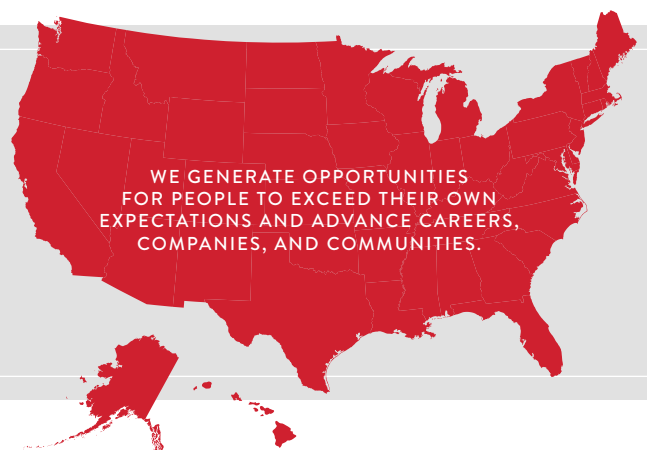 WE GENERATE OPPORTUNITIES
FOR PEOPLE TO EXCEED THEIR OWN
EXPECTATIONS AND ADVANCE CAREERS,
COMPANIES, AND COMMUNITIES.